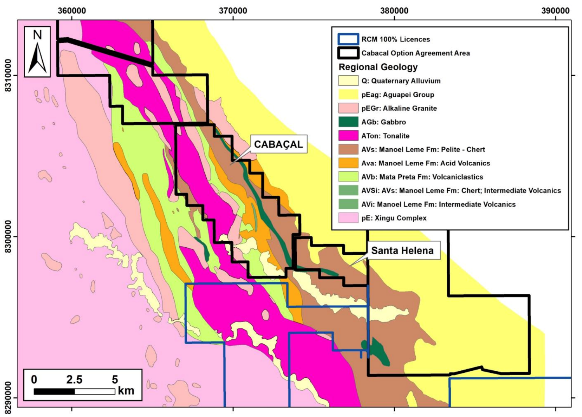 360000 370000 380000 390000
N
8310000
8300000
8290000
CABAÇAL
Santa Helena
RCM 100% Licences
Cabacal Option Agreement Area
Regional Geology
Q: Quaternary Alluvium
pEag: Aguapei Group
pEGr: Alkaline Granite
AGb: Gabbro
ATon: Tonalite
AVs: Manoel Leme Fm: Pelite - Chert
Ava: Manoel Leme Fm: Acid Volcanics
AVb: Mata Preta Fm: Volcaniclastics
AVSi: AVs: Manoel Leme Fm: Chert; Intermediate Volcanics
AVi: Manoel Leme Fm: Intermediate Volcanics
pE: Xingu Complex
0 2.5 5
km